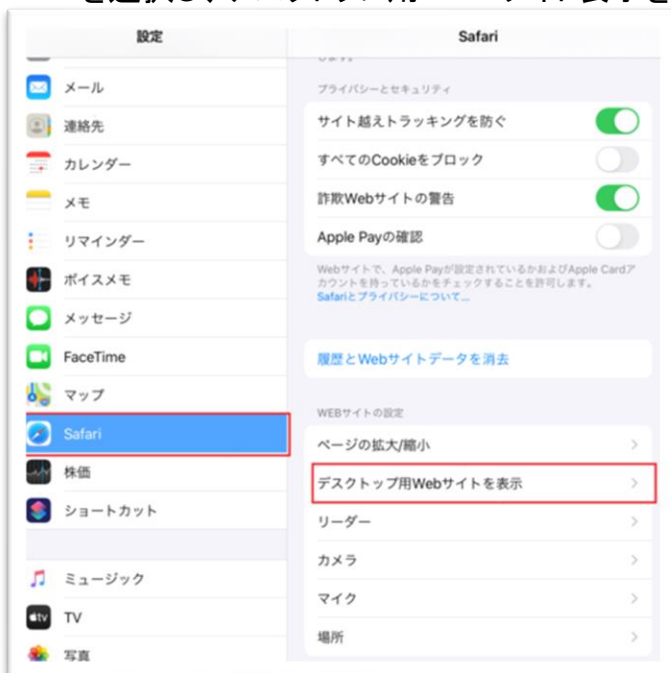 設定
メール
連絡先
カレンダー
メモ
リマインダー
ボイスメモ
メッセージ
FaceTime
マップ
Safari
株価
ショートカット
ミュージック
TV
写真
Safari
プライバシーとセキュリティ
サイト越えトラッキングを防ぐ
すべてのCookieをブロック
詐欺Webサイトの警告
Apple Payの確認
Webサイトで、Apple Payが設定されているかおよびApple Cardア
カウントを持っているかをチェックすることを許可します。
Safariとプライバシーについて...
履歴とWebサイトデータを消去
WEBサイトの設定
ページの拡大/縮小
デスクトップ用Webサイトを表示
リーダー
カメラ
マイク
場所